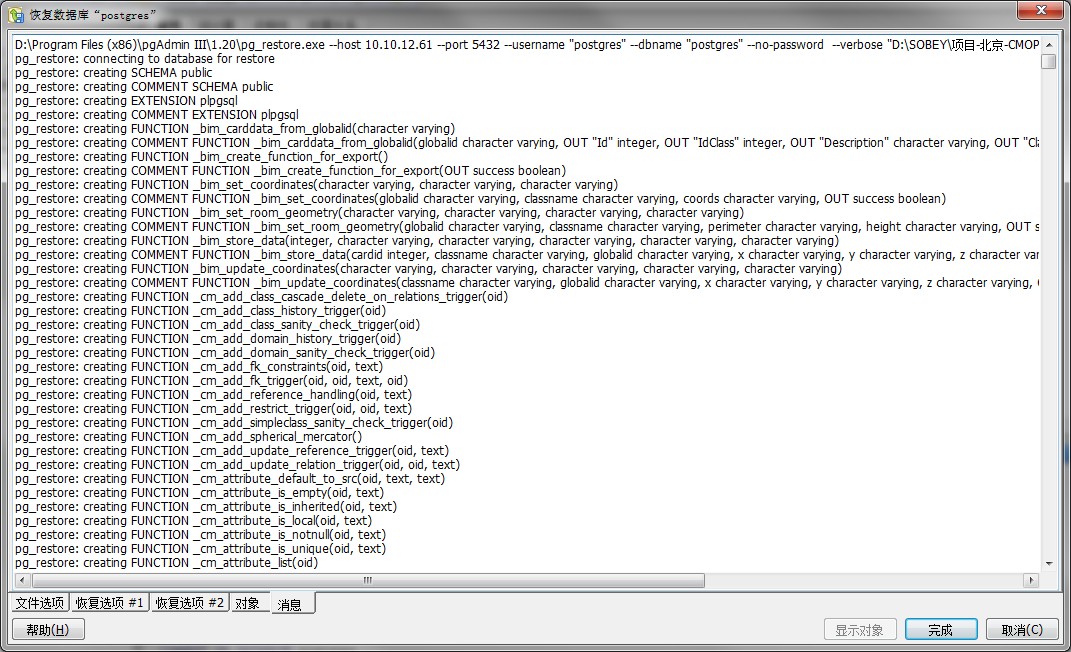 恢复数据库“postgres”
D:\Program Files (x86)\pgAdmin III\1.20\pg_restore.exe --host 10.10.12.61 --port 5432 --username "postgres" --dbname "postgres" --no-password  --verbose "D:\SOBEY\项目-北京-CMOP
pg_restore: connecting to database for restore
pg_restore: creating SCHEMA public
pg_restore: creating COMMENT SCHEMA public
pg_restore: creating EXTENSION plpgsql
pg_restore: creating COMMENT EXTENSION plpgsql
pg_restore: creating FUNCTION _bim_carddata_from_globalid(character varying)
pg_restore: creating COMMENT FUNCTION _bim_carddata_from_globalid(globalid character varying, OUT "Id" integer, OUT "IdClass" integer, OUT "Description" character varying, OUT "Cl
pg_restore: creating FUNCTION _bim_create_function_for_export()
pg_restore: creating COMMENT FUNCTION _bim_create_function_for_export(OUT success boolean)
pg_restore: creating FUNCTION _bim_set_coordinates(character varying, character varying, character varying)
pg_restore: creating COMMENT FUNCTION _bim_set_coordinates(globalid character varying, classname character varying, coords character varying, OUT success boolean)
pg_restore: creating FUNCTION _bim_set_room_geometry(character varying, character varying, character varying, character varying)
pg_restore: creating COMMENT FUNCTION _bim_set_room_geometry(globalid character varying, classname character varying, perimeter character varying, height character varying, OUT s
pg_restore: creating FUNCTION _bim_store_data(integer, character varying, character varying, character varying, character varying, character varying)
pg_restore: creating COMMENT FUNCTION _bim_store_data(cardid integer, classname character varying, globalid character varying, x character varying, y character varying, z character var
pg_restore: creating FUNCTION _bim_update_coordinates(character varying, character varying, character varying, character varying, character varying)
pg_restore: creating COMMENT FUNCTION _bim_update_coordinates(classname character varying, globalid character varying, x character varying, y character varying, z character varying,
pg_restore: creating FUNCTION _cm_add_class_cascade_delete_on_relations_trigger(oid)
pg_restore: creating FUNCTION _cm_add_class_history_trigger(oid)
pg_restore: creating FUNCTION _cm_add_class_sanity_check_trigger(oid)
pg_restore: creating FUNCTION _cm_add_domain_history_trigger(oid)
pg_restore: creating FUNCTION _cm_add_domain_sanity_check_trigger(oid)
pg_restore: creating FUNCTION _cm_add_fk_constraints(oid, text)
pg_restore: creating FUNCTION _cm_add_fk_trigger(oid, oid, text, oid)
pg_restore: creating FUNCTION _cm_add_reference_handling(oid, text)
pg_restore: creating FUNCTION _cm_add_restrict_trigger(oid, oid, text)
pg_restore: creating FUNCTION _cm_add_simpleclass_sanity_check_trigger(oid)
pg_restore: creating FUNCTION _cm_add_spherical_mercator()
pg_restore: creating FUNCTION _cm_add_update_reference_trigger(oid, text)
pg_restore: creating FUNCTION _cm_add_update_relation_trigger(oid, oid, text)
pg_restore: creating FUNCTION _cm_attribute_default_to_src(oid, text, text)
pg_restore: creating FUNCTION _cm_attribute_is_empty(oid, text)
pg_restore: creating FUNCTION _cm_attribute_is_inherited(oid, text)
pg_restore: creating FUNCTION _cm_attribute_is_local(oid, text)
pg_restore: creating FUNCTION _cm_attribute_is_notnull(oid, text)
pg_restore: creating FUNCTION _cm_attribute_is_unique(oid, text)
pg_restore: creating FUNCTION _cm_attribute_list(oid)
文件选项 恢复选项 #1 恢复选项 #2 对象 消息
帮助(H) 显示对象 完成 取消(C)